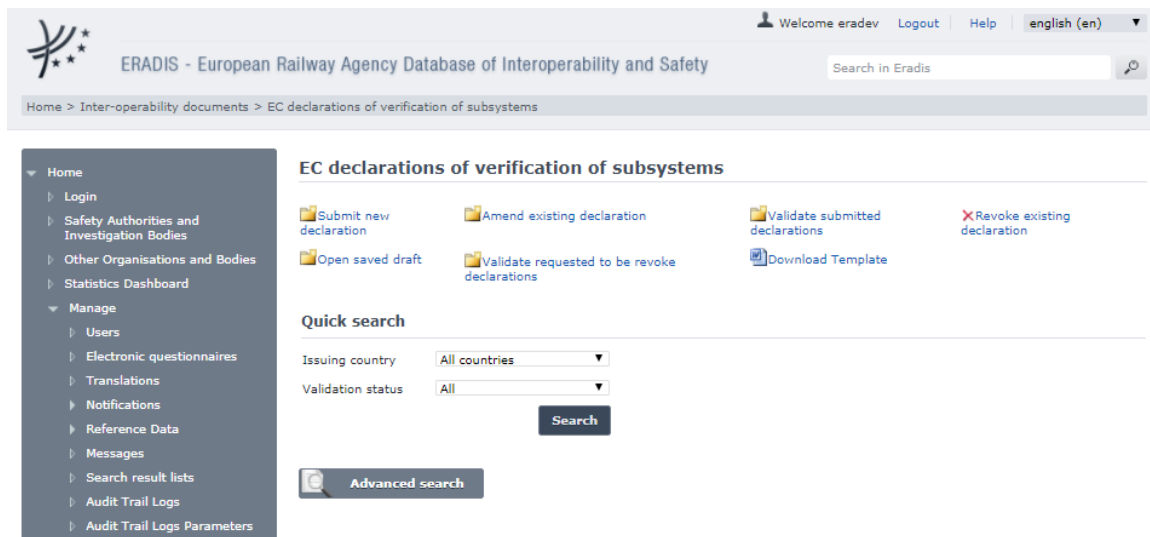 Welcome eradev Logout Help english (en)
ERADIS - European Railway Agency Database of Interoperability and Safety
Search in Eradis
Home > Inter-operability documents > EC declarations of verification of subsystems
Home
Login
Safety Authorities and
Investigation Bodies
Other Organisations and Bodies
Statistics Dashboard
Manage
Users
Electronic questionnaires
Translations
Notifications
Reference Data
Messages
Search result lists
Audit Trail Logs
Audit Trail Logs Parameters
EC declarations of verification of subsystems
Submit new
declaration
Amend existing declaration
Validate submitted
declarations
Revoke existing
declaration
Open saved draft
Validate requested to be revoke
declarations
Download Template
Quick search
Issuing country All countries
Validation status All
Search
Advanced search